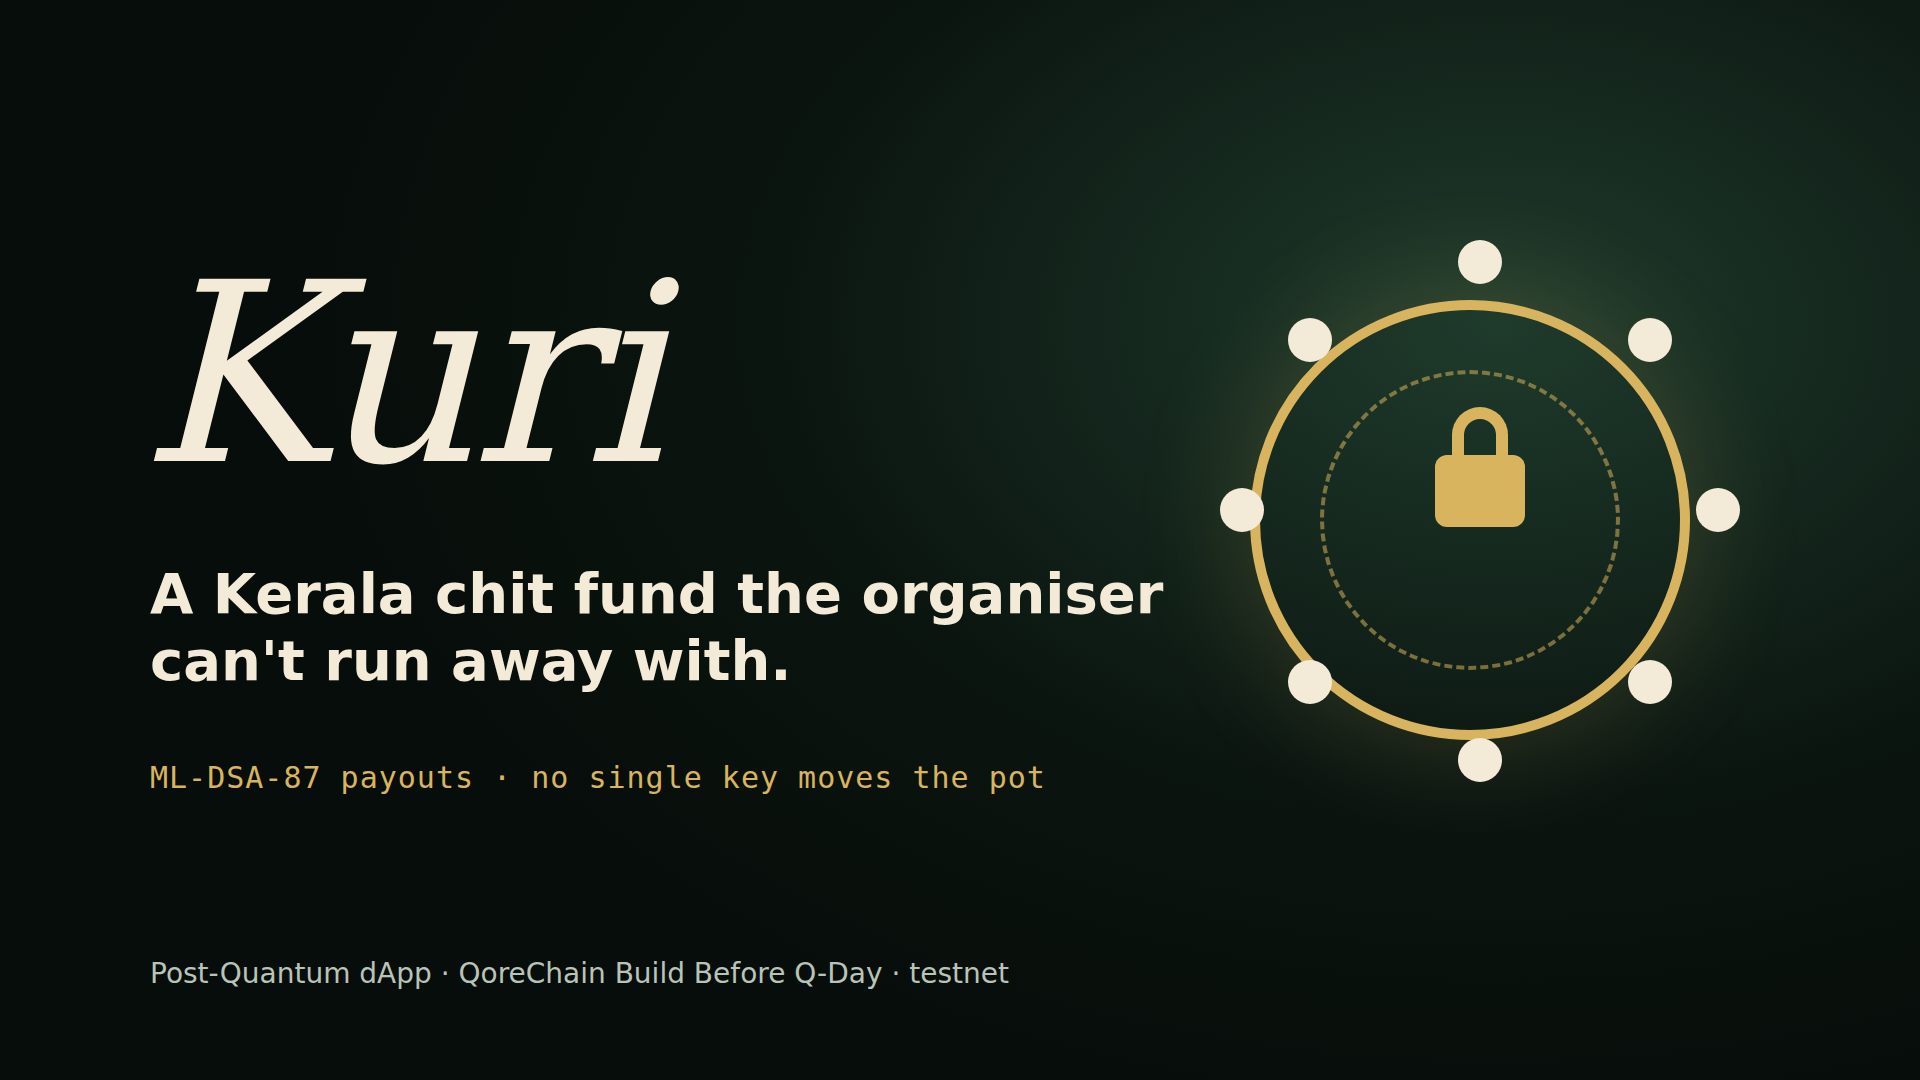 Kuri
A Kerala chit fund the organiser
can't run away with.
ML-DSA-87 payouts · no single key moves the pot
Post-Quantum dApp · QoreChain Build Before Q-Day · testnet